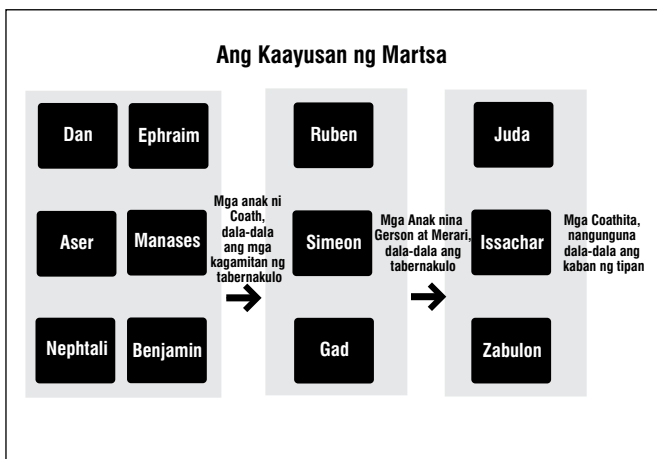 Ang Kaayusan ng Martsa
Dan
Ephraim
Aser
Manases
Nephtali
Benjamin
Mga anak ni
Coath,
dala-dala
ang mga
kagamitan ng
tabernakulo
Ruben
Simeon
Gad
Mga Anak nina
Gerson at Merari,
dala-dala ang
tabernakulo
Juda
Issachar
Zabulon
Mga Coathita,
nangunguna
dala-dala ang
kaban ng tipan